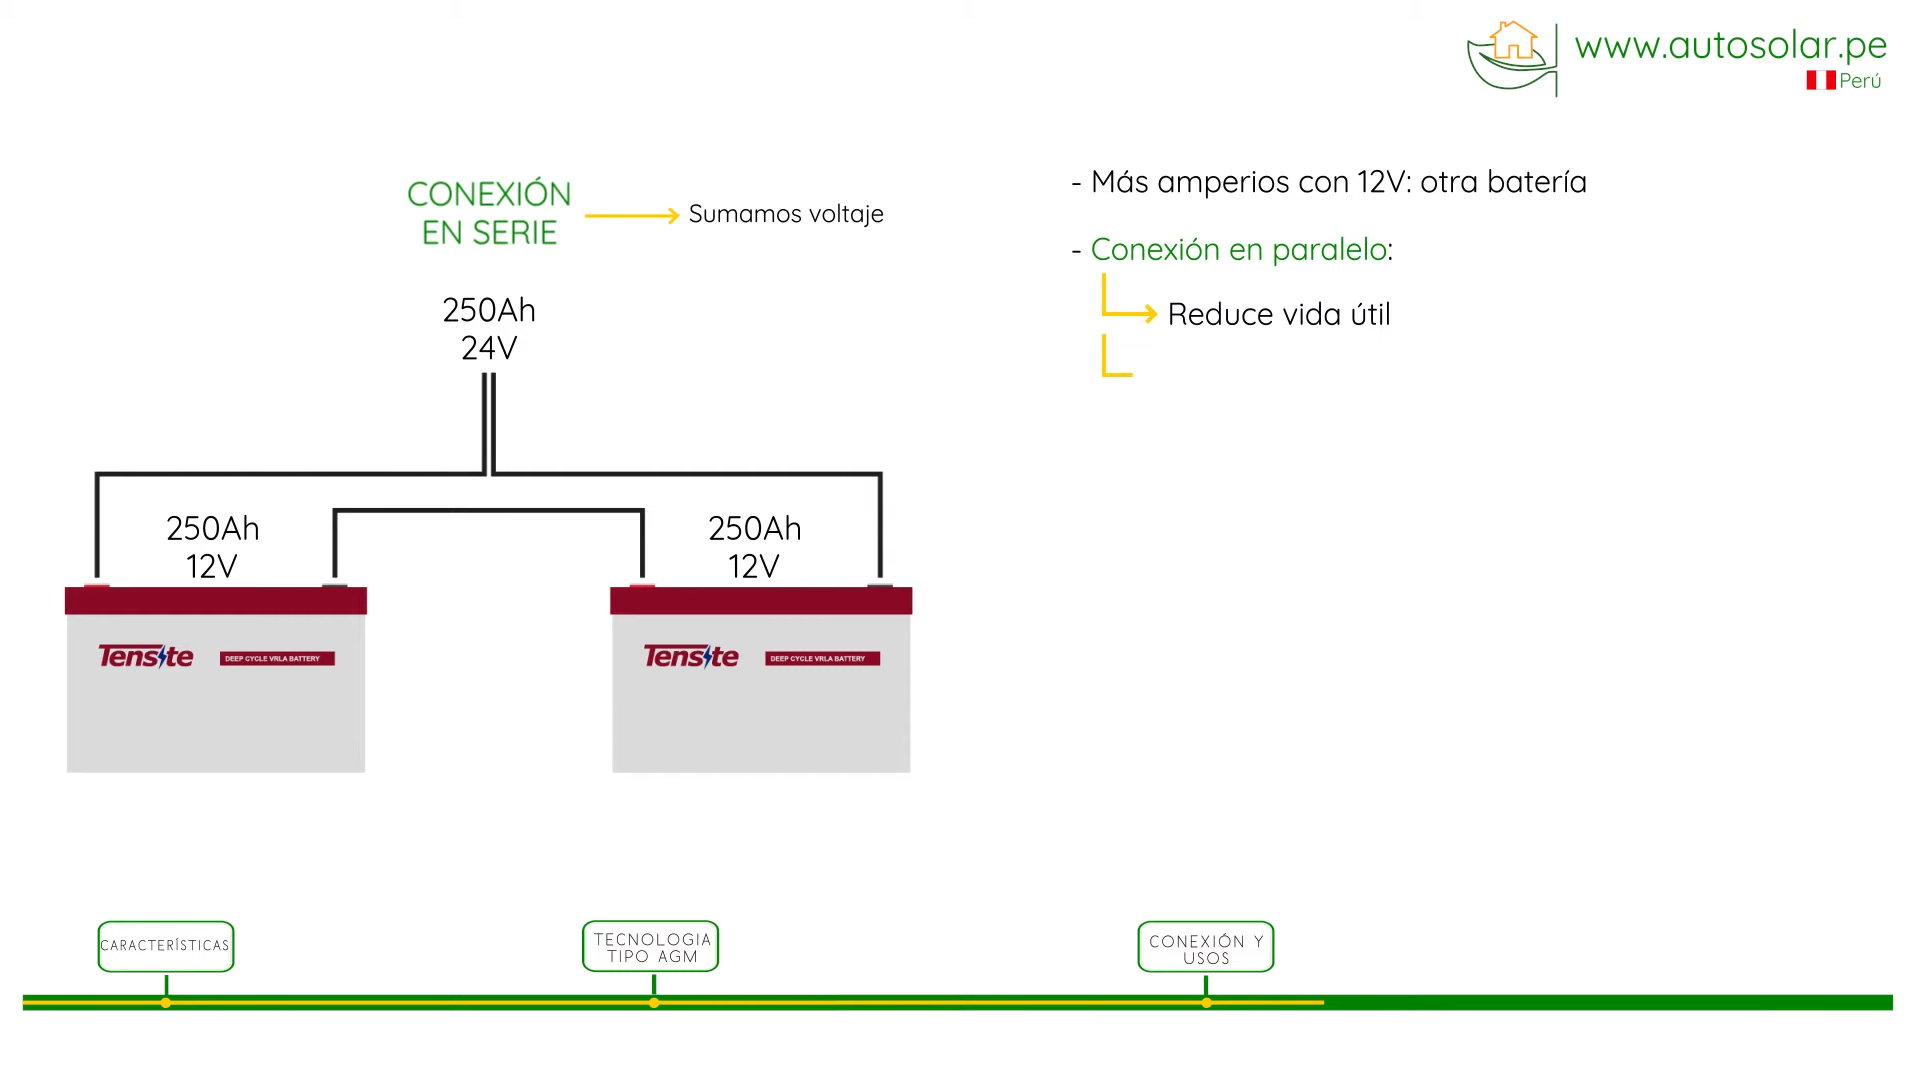 www.autosolar.pe
Perú
CONEXIÓN
EN SERIE
Sumamos voltaje
250Ah
24V
250Ah
12V
250Ah
12V
Tensite
DEEP CYCLE VRLA BATTERY
Tensite
DEEP CYCLE VRLA BATTERY
- Más amperios con 12V: otra batería
- Conexión en paralelo:
Reduce vida útil
CARACTERÍSTICAS
TECNOLOGIA
TIPO AGM
CONEXIÓN Y
USOS